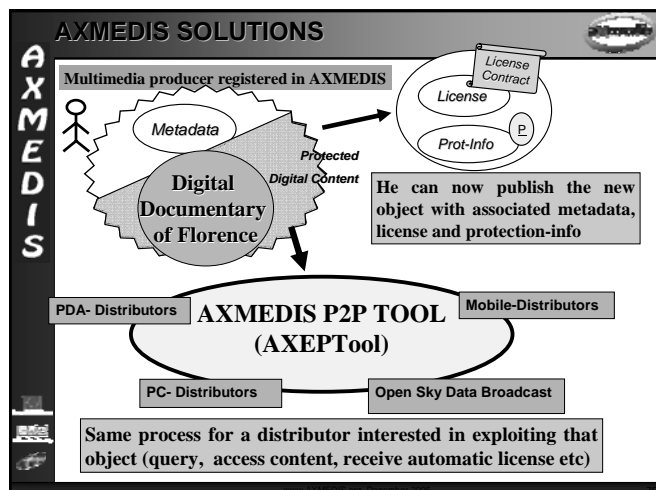 AXMEDIS SOLUTIONS
AXMEDIS
Multimedia producer registered in AXMEDIS
License
Contract
License
Metadata
P
Prot-Info
Protected
Digital Content
Digital
Documentary
of Florence
He can now publish the new
object with associated metadata,
license and protection-info
PDA- Distributors
AXMEDIS P2P TOOL
(AXEPTool)
Mobile-Distributors
PC- Distributors
Open Sky Data Broadcast
Same process for a distributor interested in exploiting that
object (query, access content, receive automatic license etc)